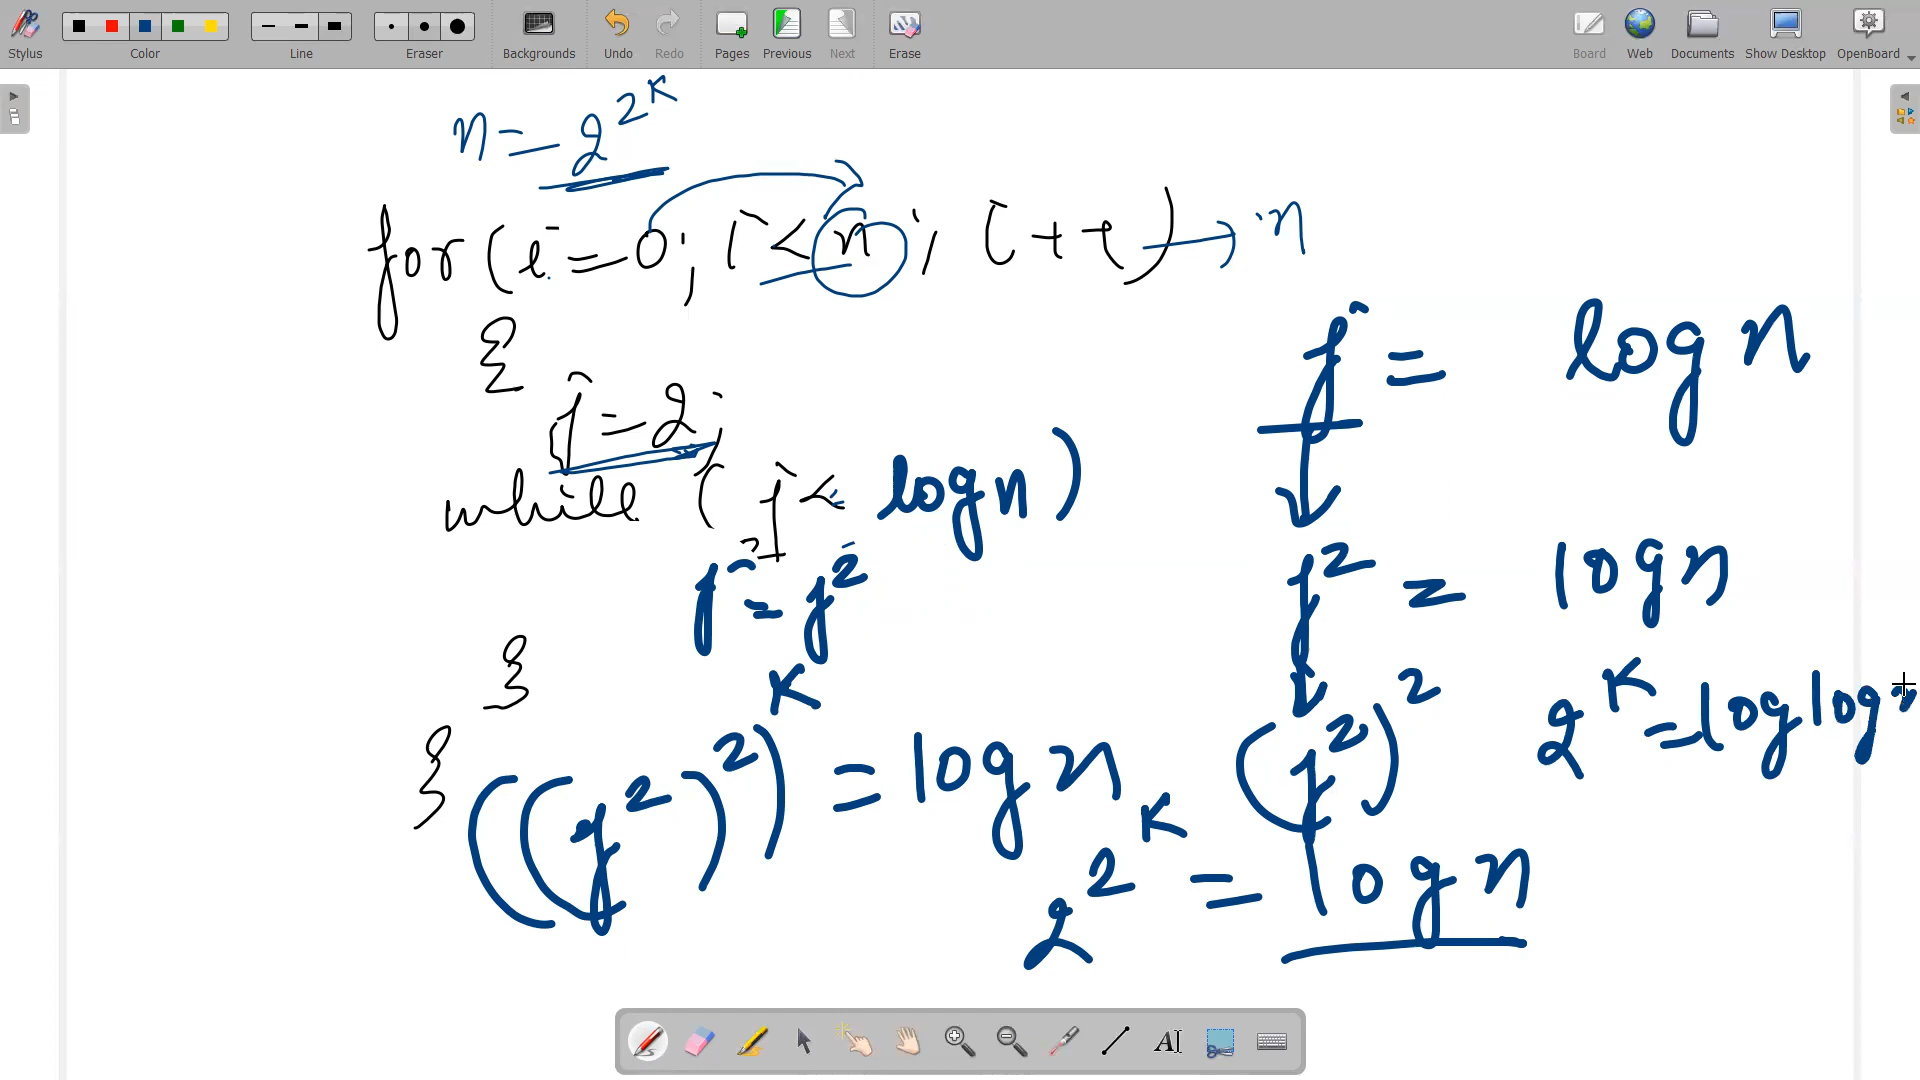 Stylus Color Line Eraser Backgrounds Undo Redo Pages Previous Next Erase Board Web Documents Show Desktop OpenBoard
n = 2^2^K
for (i = 0; i < n; i++) → n
{
j = 2;
while ( j < log n )
j = j^2
}
}
((j^2)^2)^K = log n
2^2^K = log n
j = log n
j^2 = log n
(j^2)^2
2^K = log log n
AI